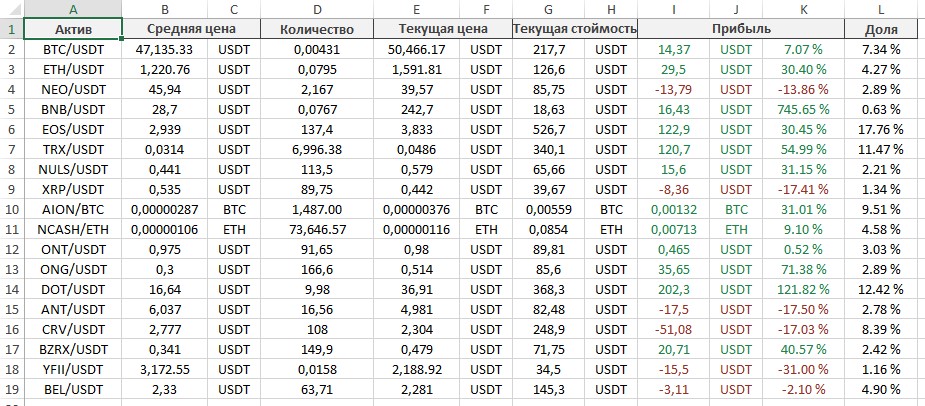 A B C D E F G H I J K L
1 Актив Средняя цена Количество Текущая цена Текущая стоймость Прибыль Доля
2 BTC/USDT 47,135.33 USDT 0,00431 50,466.17 USDT 217,7 USDT 14,37 USDT 7.07 % 7.34 %
3 ETH/USDT 1,220.76 USDT 0,0795 1,591.81 USDT 126,6 USDT 29,5 USDT 30.40 % 4.27 %
4 NEO/USDT 45,94 USDT 2,167 39,57 USDT 85,75 USDT -13,79 USDT -13.86 % 2.89 %
5 BNB/USDT 28,7 USDT 0,0767 242,7 USDT 18,63 USDT 16,43 USDT 745.65 % 0.63 %
6 EOS/USDT 2,939 USDT 137,4 3,833 USDT 526,7 USDT 122,9 USDT 30.45 % 17.76 %
7 TRX/USDT 0,0314 USDT 6,996.38 0,0486 USDT 340,1 USDT 120,7 USDT 54.99 % 11.47 %
8 NULS/USDT 0,441 USDT 113,5 0,579 USDT 65,66 USDT 15,6 USDT 31.15 % 2.21 %
9 XRP/USDT 0,535 USDT 89,75 0,442 USDT 39,67 USDT -8,36 USDT -17.41 % 1.34 %
10 AION/BTC 0,00000287 BTC 1,487.00 0,00000376 BTC 0,00559 BTC 0,00132 BTC 31.01 % 9.51 %
11 NCASH/ETH 0,00000106 ETH 73,646.57 0,00000116 ETH 0,0854 ETH 0,00713 ETH 9.10 % 4.58 %
12 ONT/USDT 0,975 USDT 91,65 0,98 USDT 89,81 USDT 0,465 USDT 0.52 % 3.03 %
13 ONG/USDT 0,3 USDT 166,6 0,514 USDT 85,6 USDT 35,65 USDT 71.38 % 2.89 %
14 DOT/USDT 16,64 USDT 9,98 36,91 USDT 368,3 USDT 202,3 USDT 121.82 % 12.42 %
15 ANT/USDT 6,037 USDT 16,56 4,981 USDT 82,48 USDT -17,5 USDT -17.50 % 2.78 %
16 CRV/USDT 2,777 USDT 108 2,304 USDT 248,9 USDT -51,08 USDT -17.03 % 8.39 %
17 BZRX/USDT 0,341 USDT 149,9 0,479 USDT 71,75 USDT 20,71 USDT 40.57 % 2.42 %
18 YFII/USDT 3,172.55 USDT 0,0158 2,188.92 USDT 34,5 USDT -15,5 USDT -31.00 % 1.16 %
19 BEL/USDT 2,33 USDT 63,71 2,281 USDT 145,3 USDT -3,11 USDT -2.10 % 4.90 %